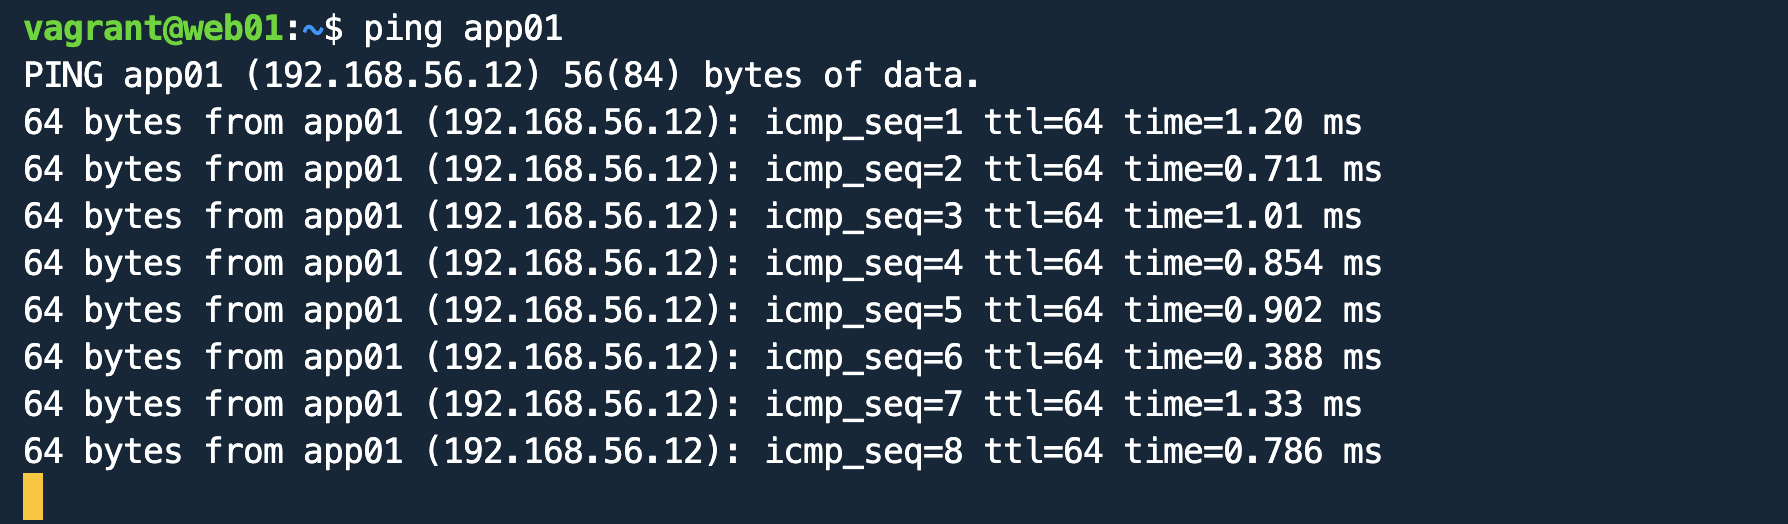 vagrant@web01:~$ ping app01
PING app01 (192.168.56.12) 56(84) bytes of data.
64 bytes from app01 (192.168.56.12): icmp_seq=1 ttl=64 time=1.20 ms
64 bytes from app01 (192.168.56.12): icmp_seq=2 ttl=64 time=0.711 ms
64 bytes from app01 (192.168.56.12): icmp_seq=3 ttl=64 time=1.01 ms
64 bytes from app01 (192.168.56.12): icmp_seq=4 ttl=64 time=0.854 ms
64 bytes from app01 (192.168.56.12): icmp_seq=5 ttl=64 time=0.902 ms
64 bytes from app01 (192.168.56.12): icmp_seq=6 ttl=64 time=0.388 ms
64 bytes from app01 (192.168.56.12): icmp_seq=7 ttl=64 time=1.33 ms
64 bytes from app01 (192.168.56.12): icmp_seq=8 ttl=64 time=0.786 ms